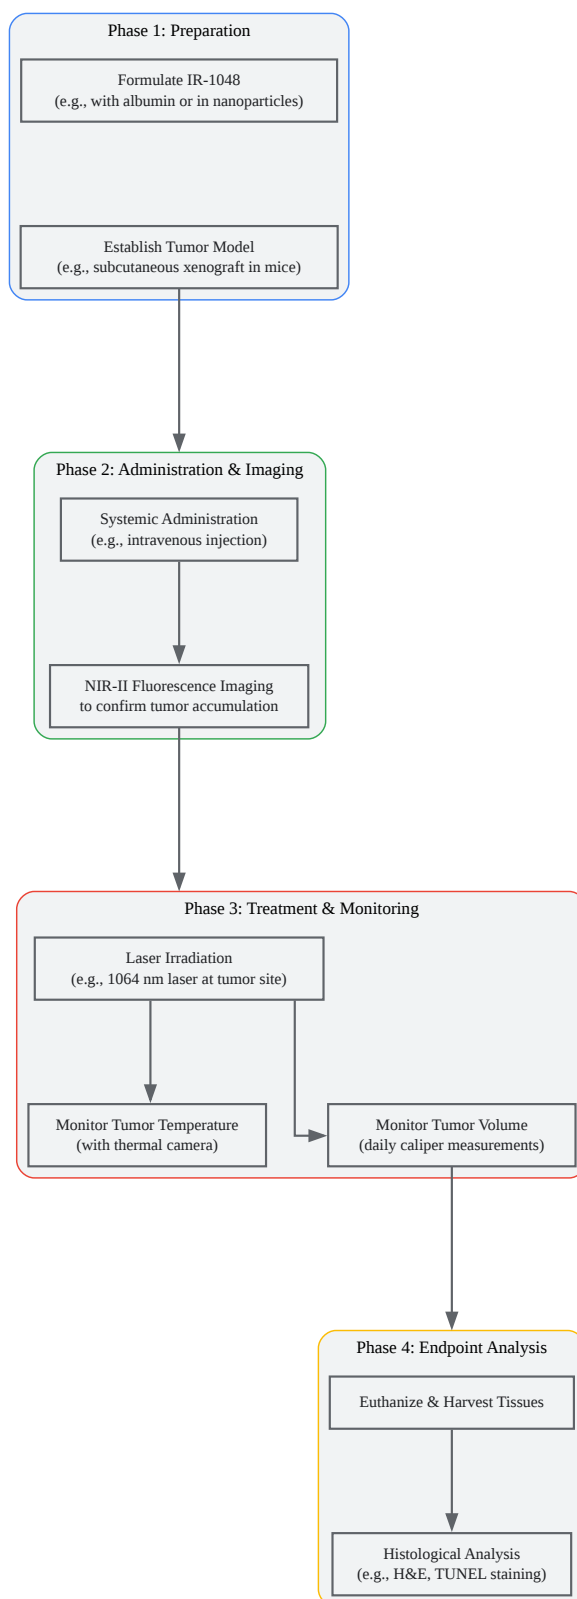 Phase 1: Preparation
Formulate IR-1048
(e.g., with albumin or in nanoparticles)
Establish Tumor Model
(e.g., subcutaneous xenograft in mice)
Phase 2: Administration & Imaging
Systemic Administration
(e.g., intravenous injection)
NIR-II Fluorescence Imaging
to confirm tumor accumulation
Phase 3: Treatment & Monitoring
Laser Irradiation
(e.g., 1064 nm laser at tumor site)
Monitor Tumor Temperature
(with thermal camera)
Monitor Tumor Volume
(daily caliper measurements)
Phase 4: Endpoint Analysis
Euthanize & Harvest Tissues
Histological Analysis
(e.g., H&E, TUNEL staining)